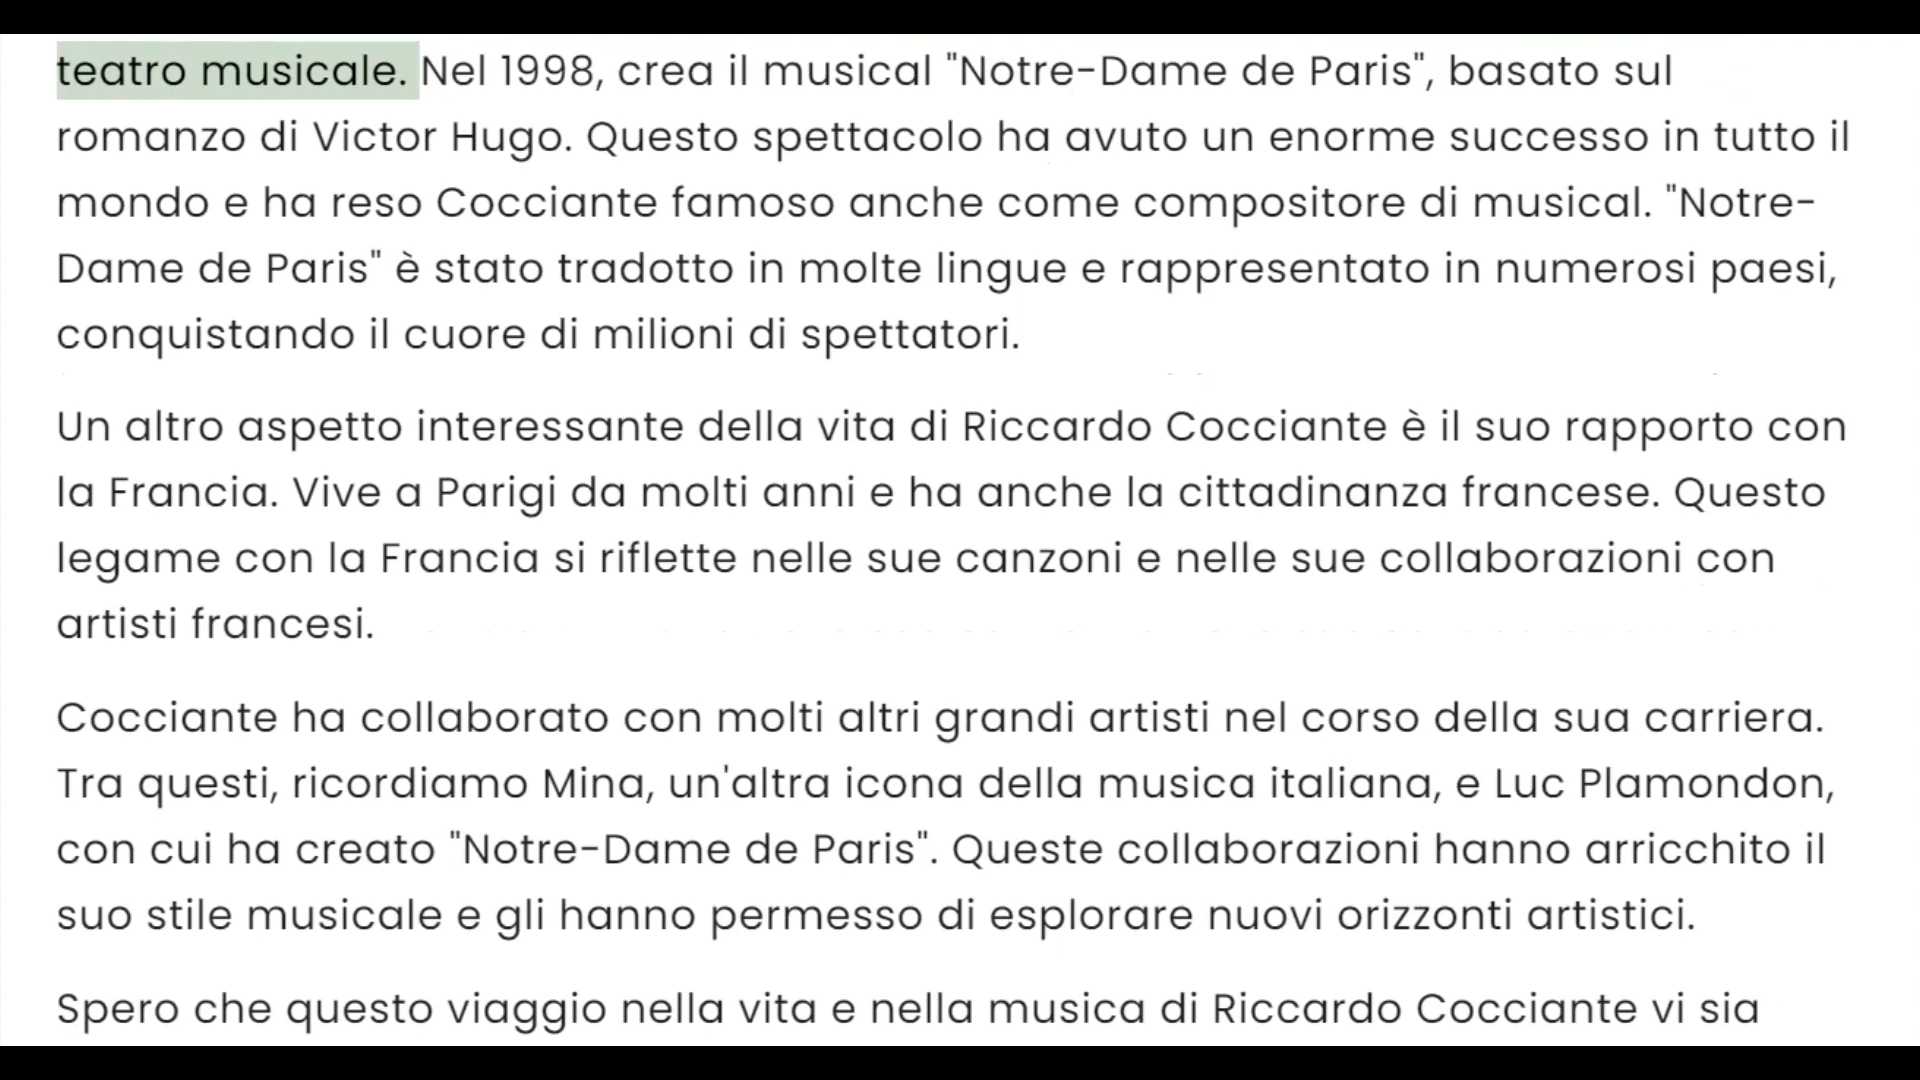 teatro musicale. Nel 1998, crea il musical "Notre-Dame de Paris", basato sul
romanzo di Victor Hugo. Questo spettacolo ha avuto un enorme successo in tutto il
mondo e ha reso Cocciante famoso anche come compositore di musical. "Notre-
Dame de Paris" è stato tradotto in molte lingue e rappresentato in numerosi paesi,
conquistando il cuore di milioni di spettatori.
Un altro aspetto interessante della vita di Riccardo Cocciante è il suo rapporto con
la Francia. Vive a Parigi da molti anni e ha anche la cittadinanza francese. Questo
legame con la Francia si riflette nelle sue canzoni e nelle sue collaborazioni con
artisti francesi.
Cocciante ha collaborato con molti altri grandi artisti nel corso della sua carriera.
Tra questi, ricordiamo Mina, un'altra icona della musica italiana, e Luc Plamondon,
con cui ha creato "Notre-Dame de Paris". Queste collaborazioni hanno arricchito il
suo stile musicale e gli hanno permesso di esplorare nuovi orizzonti artistici.
Spero che questo viaggio nella vita e nella musica di Riccardo Cocciante vi sia